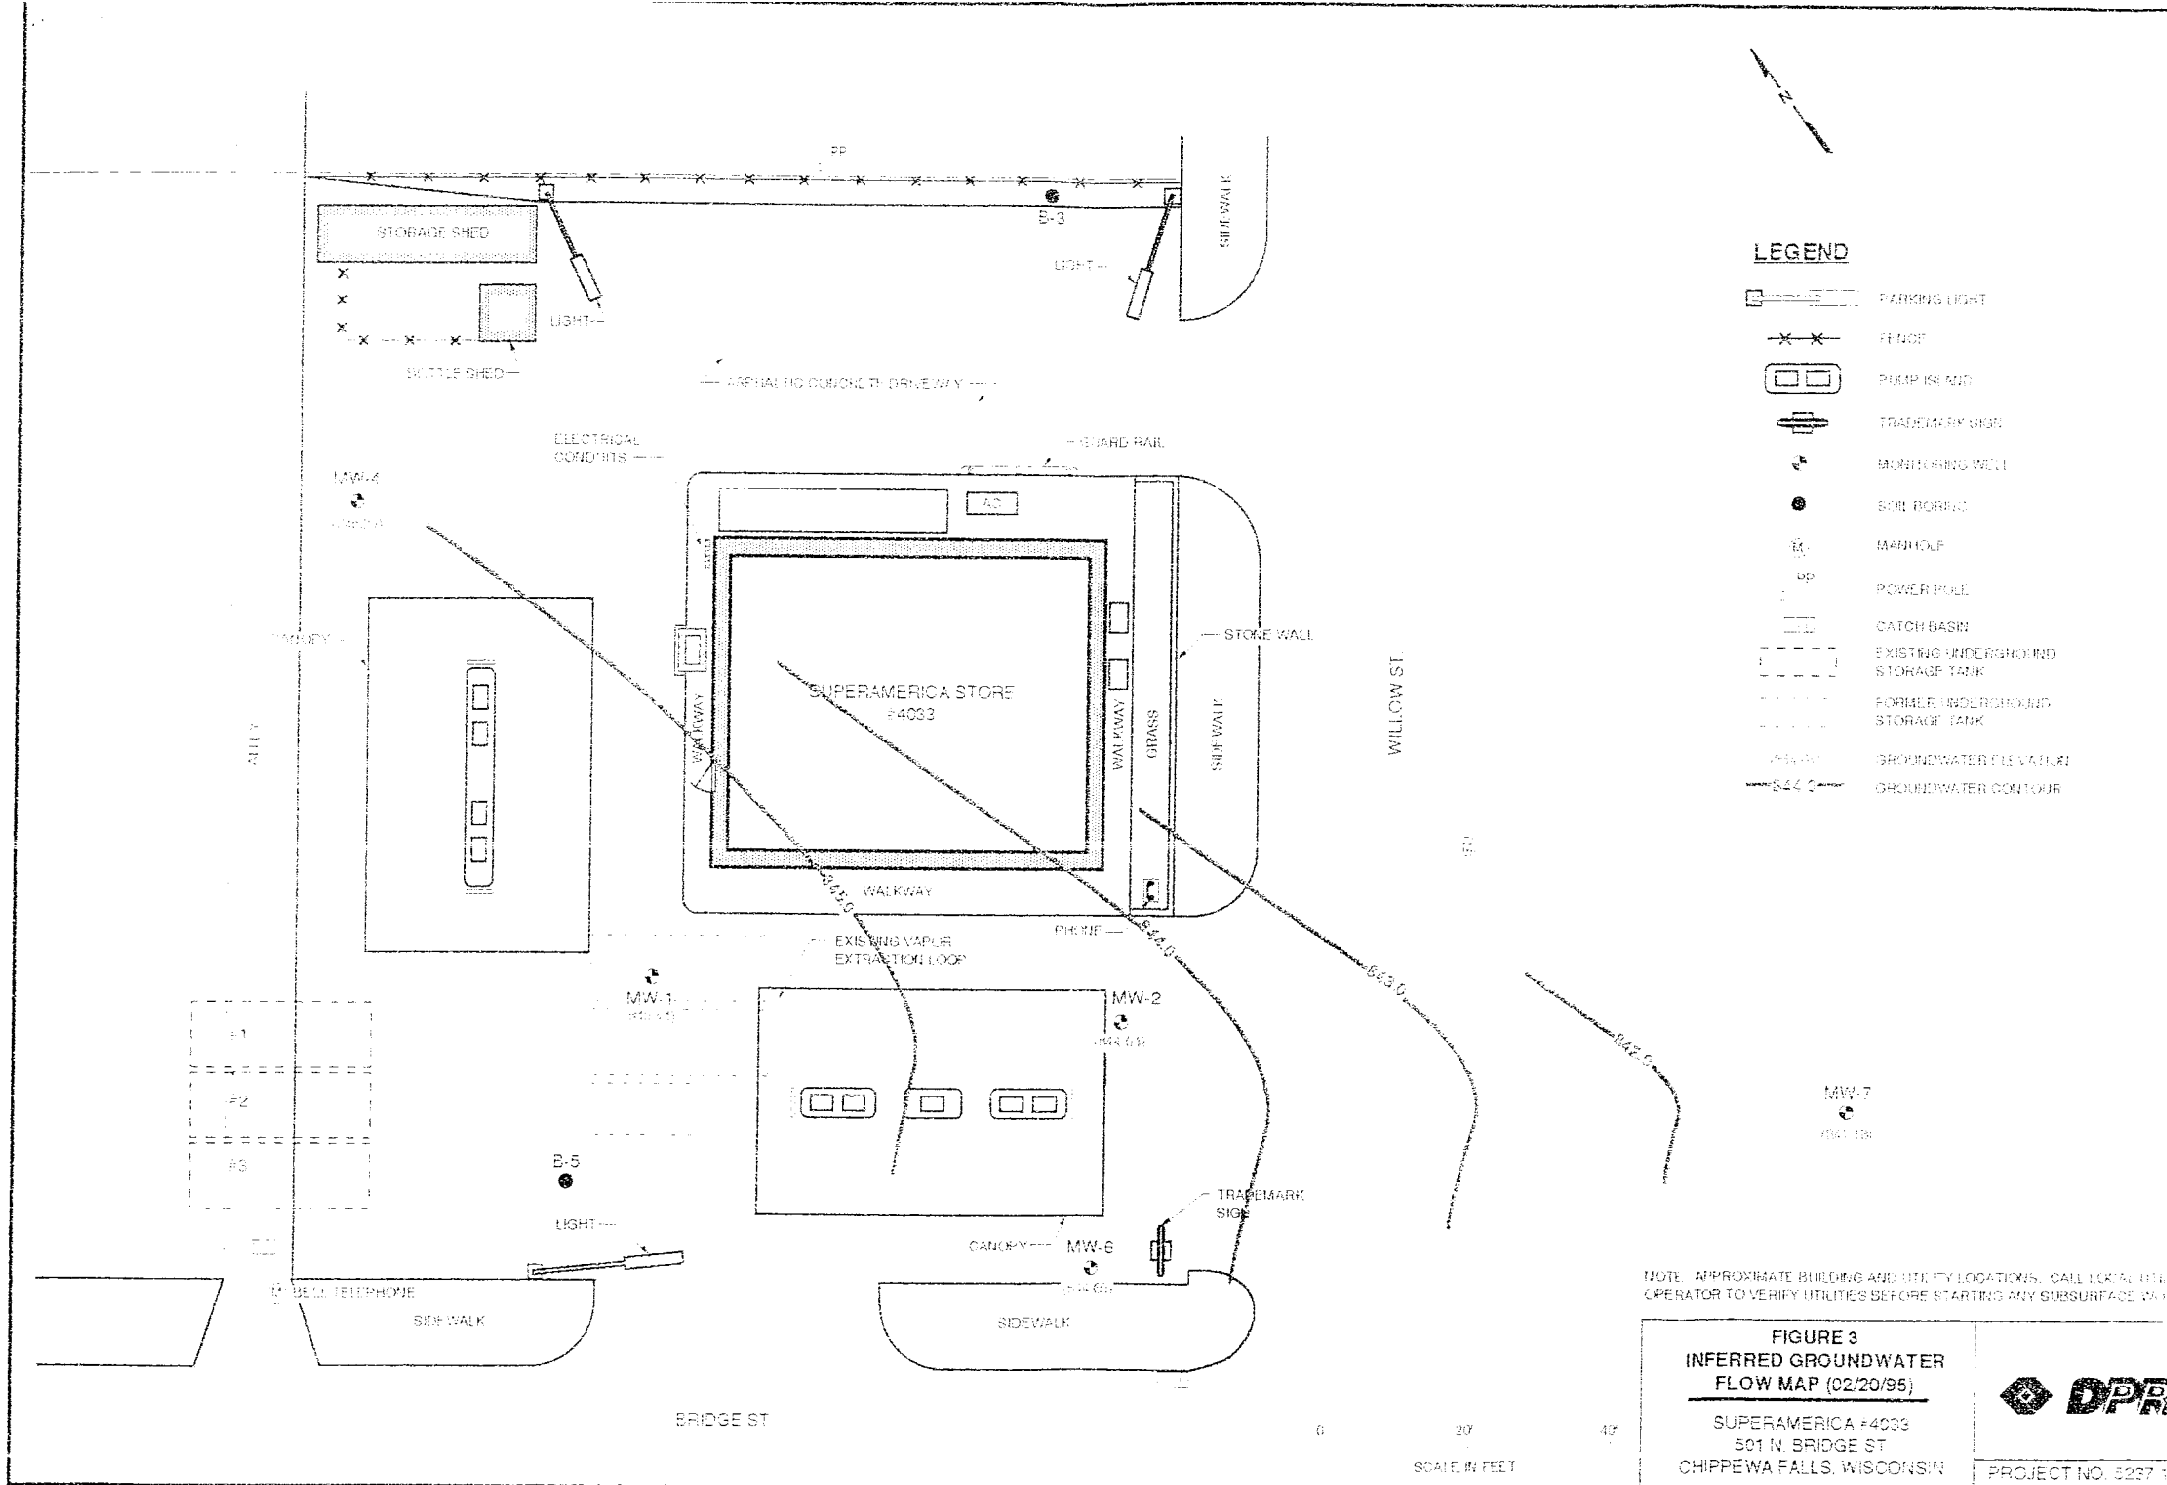 N
PP
SIDEWALK
STORAGE SHED
B-3
LIGHT
LIGHT
BOTTLE SHED
ASPHALTIC CONCRETE DRIVEWAY
ELECTRICAL
CONDUITS
GUARD RAIL
MW-4
AC
CANOPY
ALLEY
WALKWAY
SUPERAMERICA STORE
#4033
WALKWAY
GRASS
SIDEWALK
STONE WALL
WILLOW ST.
WALKWAY
845.0
EXISTING VAPOR
EXTRACTION LOOP
PHONE
844.0
843.0
842.0
MW-1
MW-2
MW-7
#1
#2
#3
B-5
LIGHT
TRADEMARK
SIGN
CANOPY
MW-6
M BELL TELEPHONE
SIDEWALK
SIDEWALK
BRIDGE ST
LEGEND
PARKING LIGHT
FENCE
PUMP ISLAND
TRADEMARK SIGN
MONITORING WELL
SOIL BORING
M
MANHOLE
PP
POWER POLE
CATCH BASIN
EXISTING UNDERGROUND
STORAGE TANK
FORMER UNDERGROUND
STORAGE TANK
GROUNDWATER ELEVATION
844.0
GROUNDWATER CONTOUR
NOTE: APPROXIMATE BUILDING AND UTILITY LOCATIONS. CALL LOCAL
OPERATOR TO VERIFY UTILITIES BEFORE STARTING ANY SUBSURFACE
0 20' 40'
SCALE IN FEET
FIGURE 3
INFERRED GROUNDWATER
FLOW MAP (02/20/95)
SUPERAMERICA #4033
501 N. BRIDGE ST
CHIPPEWA FALLS, WISCONSIN
DPRA
PROJECT NO. 5237